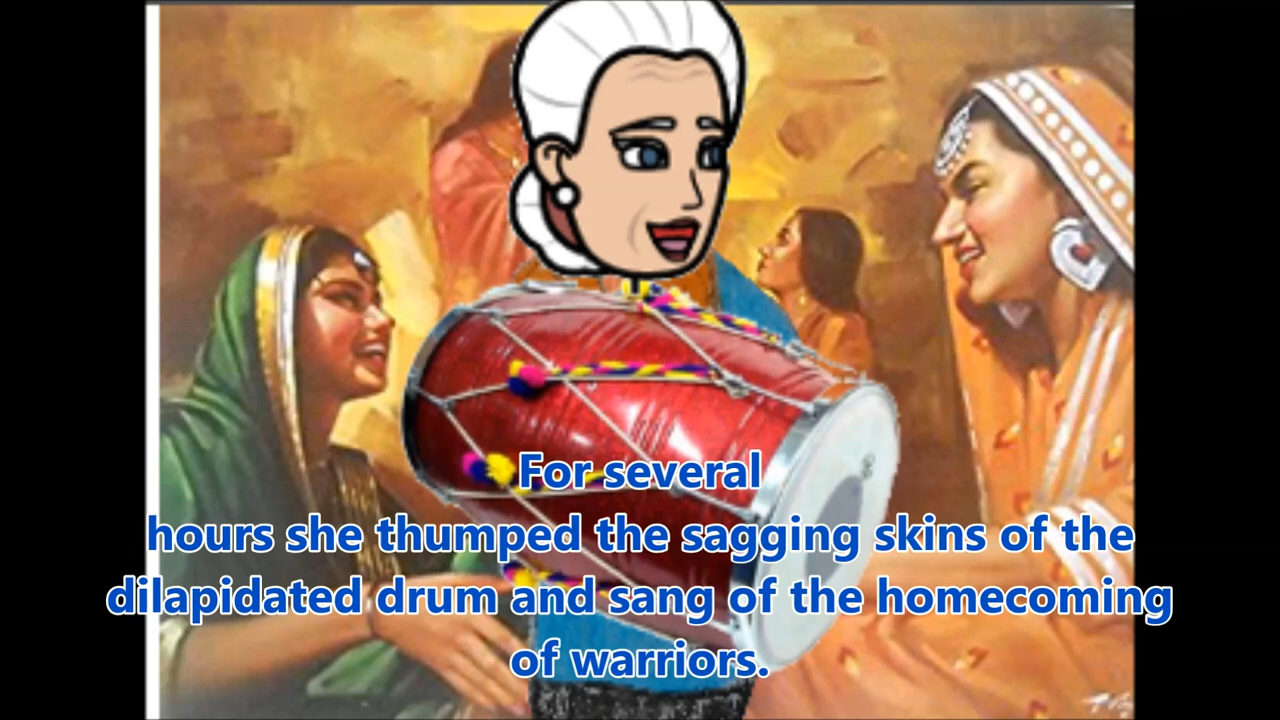 For several
hours she thumped the sagging skins of the
dilapidated drum and sang of the homecoming
of warriors.